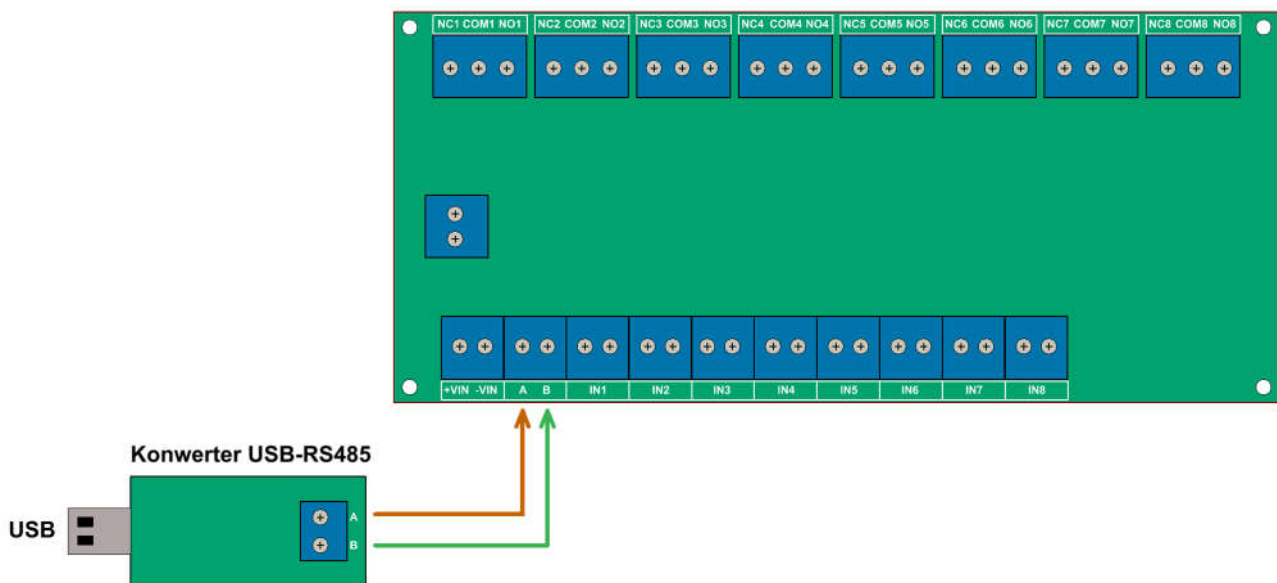 NC1 COM1 NO1 NC2 COM2 NO2 NC3 COM3 NO3 NC4 COM4 NO4 NC5 COM5 NO5 NC6 COM6 NO6 NC7 COM7 NO7 NC8 COM8 NO8
+VIN -VIN A B IN1 IN2 IN3 IN4 IN5 IN6 IN7 IN8
Konwerter USB-RS485
USB
A
B